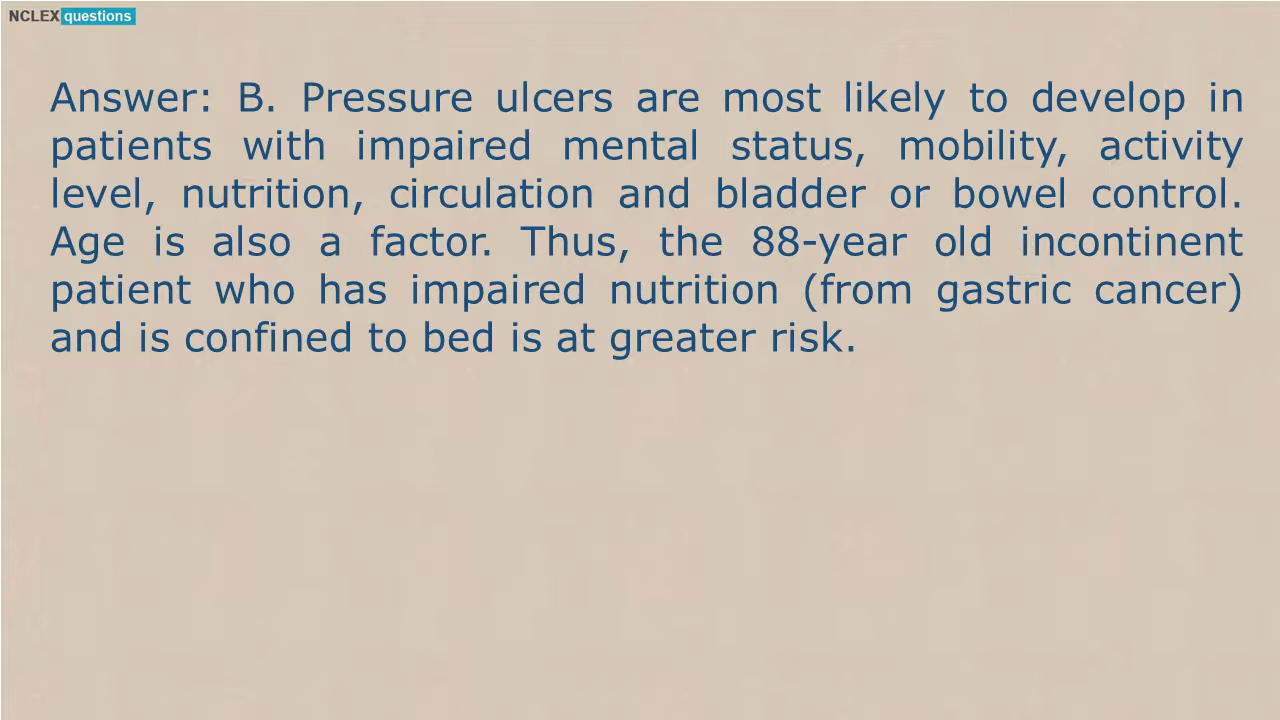 NCLEX questions
Answer: B. Pressure ulcers are most likely to develop in
patients with impaired mental status, mobility, activity
level, nutrition, circulation and bladder or bowel control.
Age is also a factor. Thus, the 88-year old incontinent
patient who has impaired nutrition (from gastric cancer)
and is confined to bed is at greater risk.